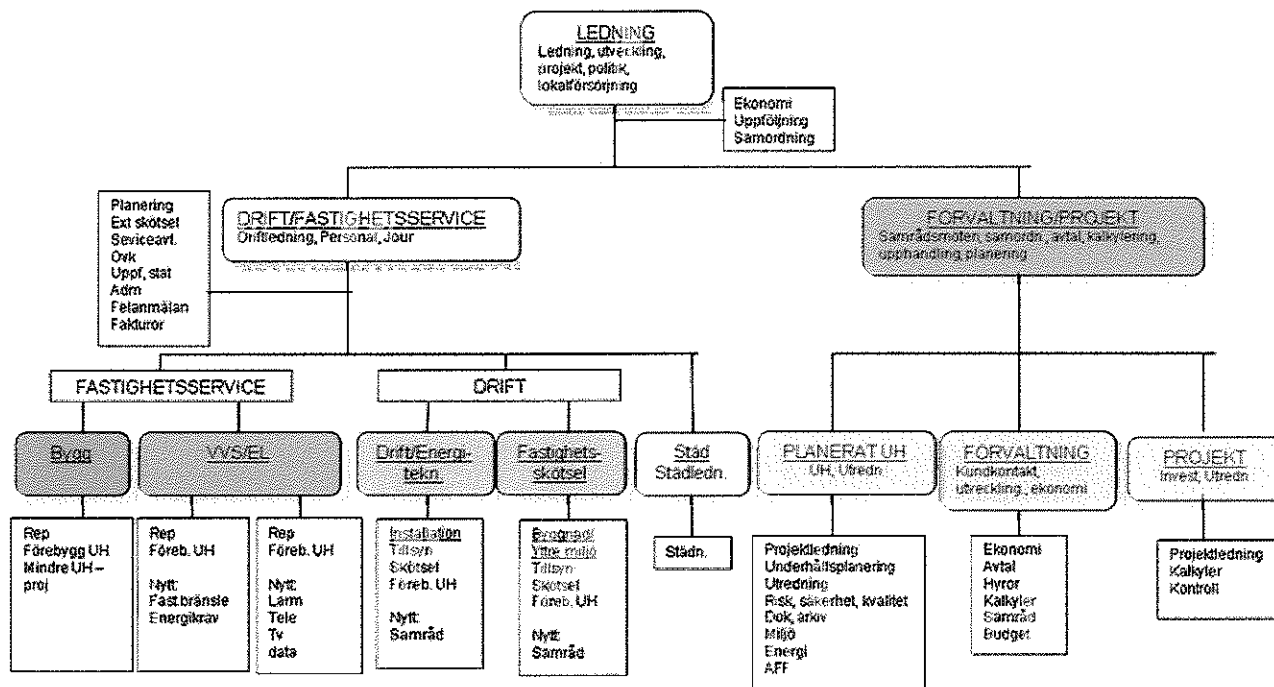 LEDNING
Ledning, utveckling,
projekt, politik,
lokalförsörjning
Ekonomi
Uppföljning
Samordning
Planering
Ext skötsel
Seviceavt.
Ovk
Uppf, stat
Adm
Felanmälan
Fakturor
DRIFT/FASTIGHETSSERVICE
Driftledning, Personal, Jour
FÖRVALTNING/PROJEKT
Samrådsmöten, samordn., avtal, kalkylering,
upphandling, planering
FASTIGHETSSERVICE
DRIFT
Bygg
VVS/EL
Drift/Energi-
tekn.
Fastighets-
skötsel
Städ
Städledn.
PLANERAT UH
UH, Utredn
FÖRVALTNING
Kundkontakt,
utveckling, ekonomi
PROJEKT
Invest, Utredn
Rep
Förebygg UH
Mindre UH –
proj
Rep
Föreb. UH
Nytt:
Fast.bränsle
Energikrav
Rep
Föreb. UH
Nytt:
Larm
Tele
Tv
data
Installation
Tillsyn
Skötsel
Föreb. UH
Nytt:
Samråd
Byggnad/
Yttre miljö
Tillsyn
Skötsel
Föreb. UH
Nytt:
Samråd
Städn.
Projektledning
Underhållsplanering
Utredning
Risk, säkerhet, kvalitet
Dok, arkiv
Miljö
Energi
AFF
Ekonomi
Avtal
Hyror
Kalkyler
Samråd
Budget
Projektledning
Kalkyler
Kontroll